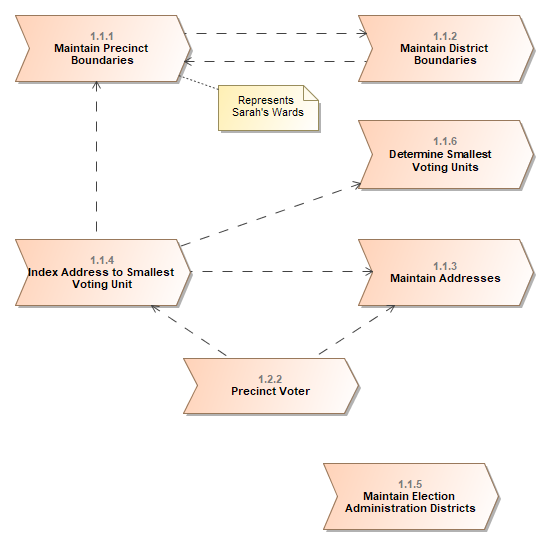 1.1.1
Maintain Precinct
Boundaries
1.1.2
Maintain District
Boundaries
Represents
Sarah's Wards
1.1.6
Determine Smallest
Voting Units
1.1.4
Index Address to Smallest
Voting Unit
1.1.3
Maintain Addresses
1.2.2
Precinct Voter
1.1.5
Maintain Election
Administration Districts